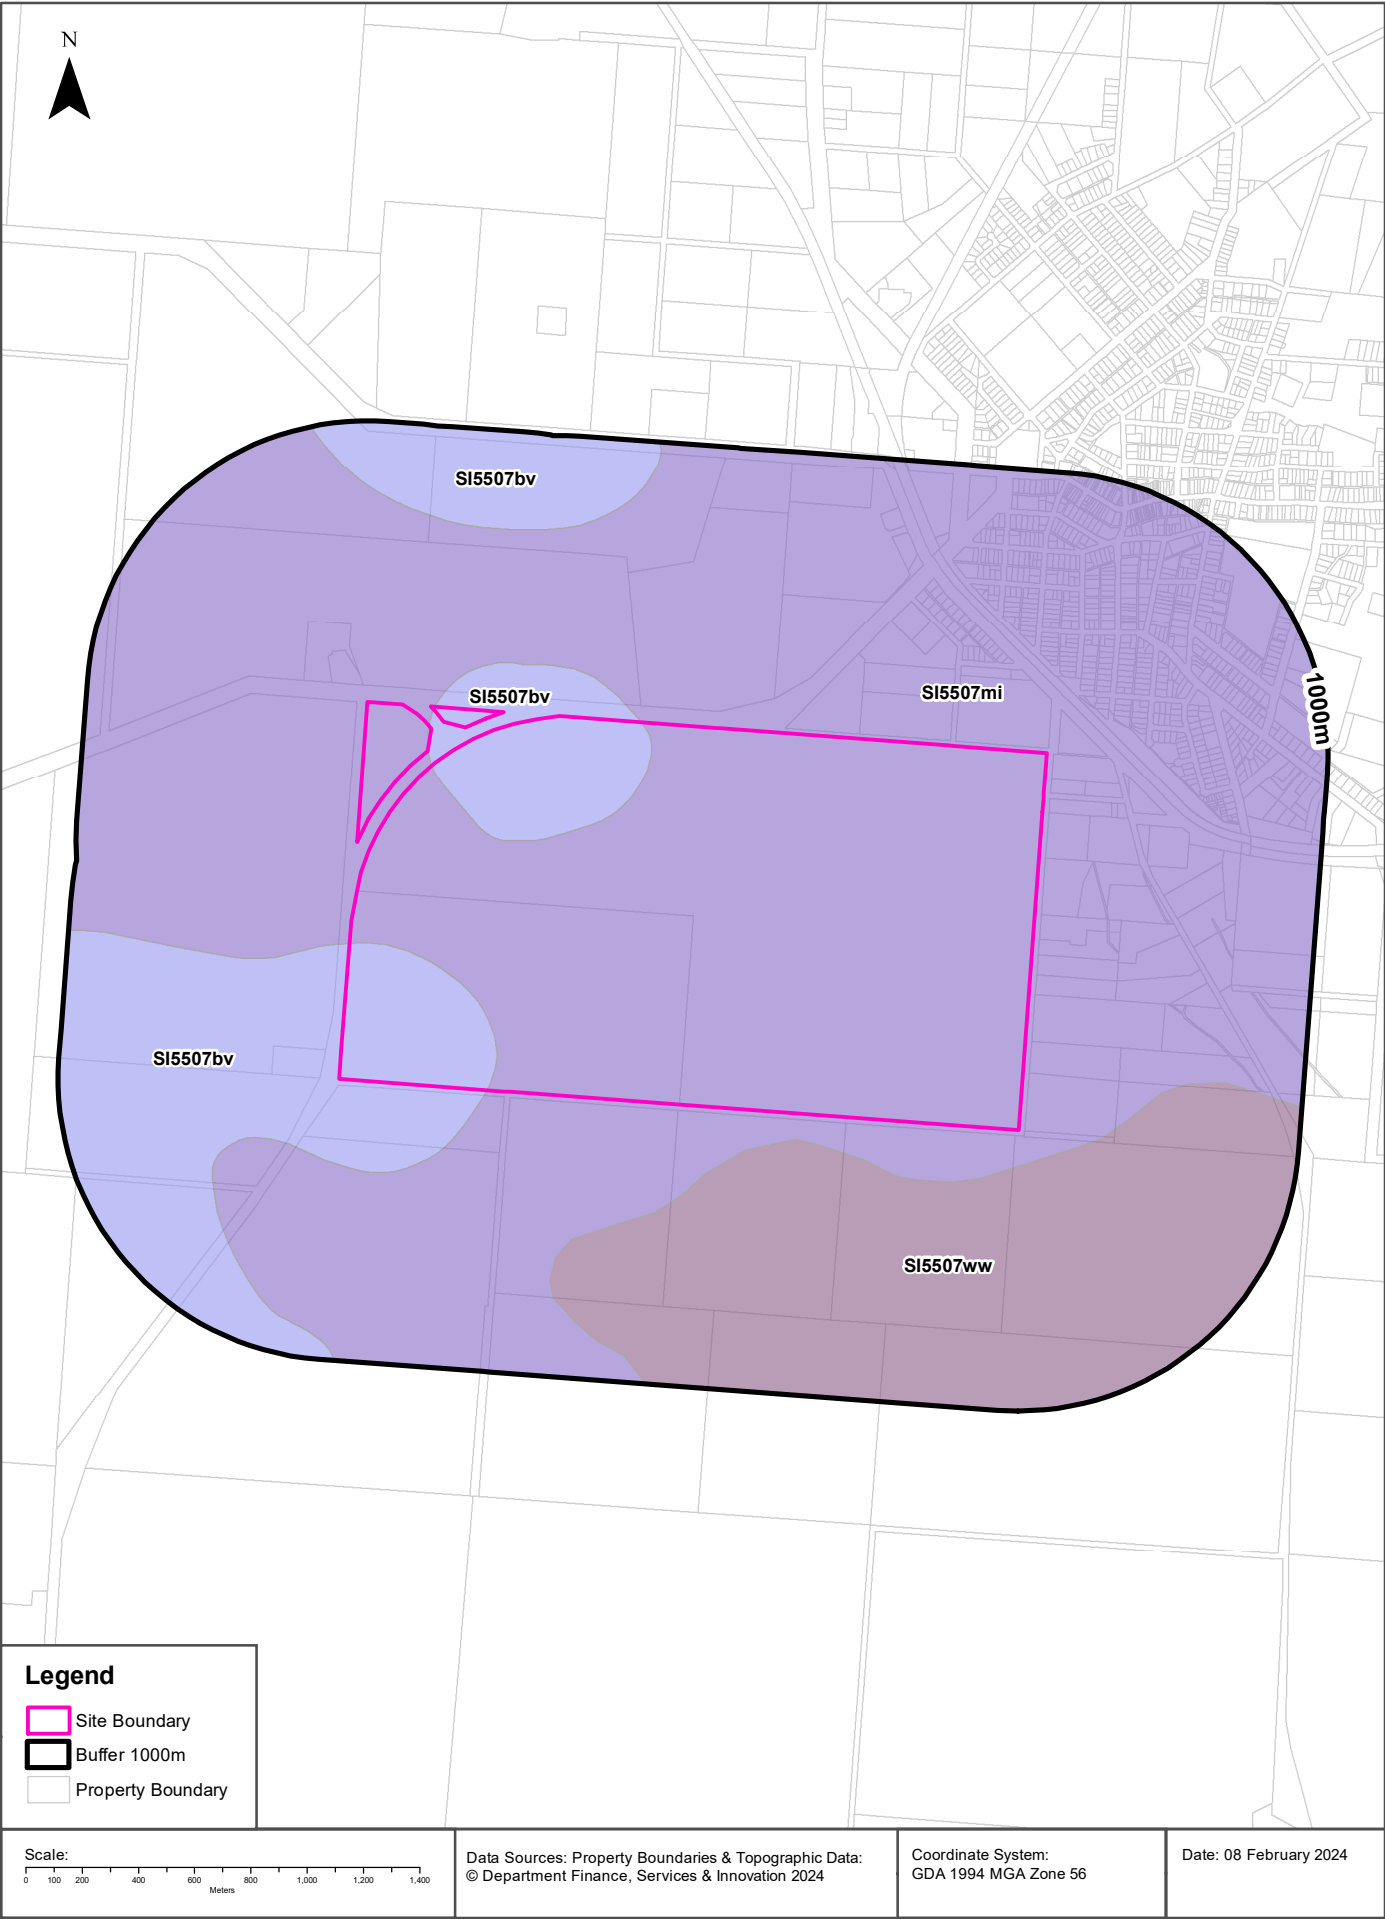 N
SI5507bv
SI5507bv
SI5507mi
1000m
SI5507bv
SI5507ww
Legend
Site Boundary
Buffer 1000m
Property Boundary
Scale:
0 100 200 400 600 800 1,000 1,200 1,400
Meters
Data Sources: Property Boundaries & Topographic Data:
© Department Finance, Services & Innovation 2024
Coordinate System:
GDA 1994 MGA Zone 56
Date: 08 February 2024